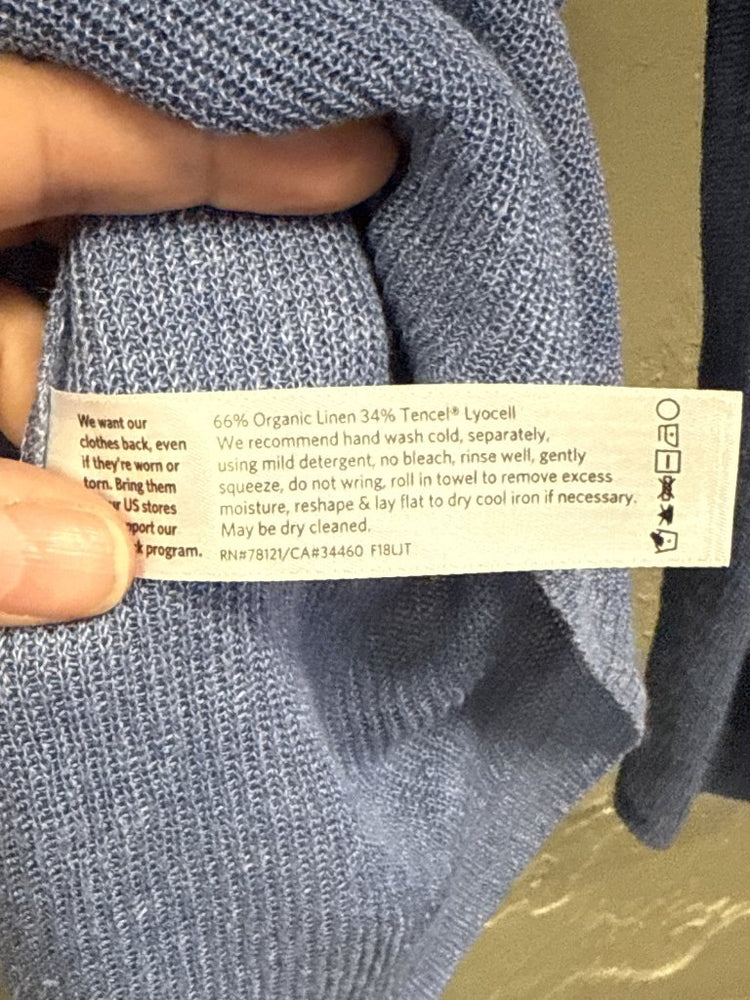 We want our
clothes back, even
if they're worn or
torn. Bring them
US stores
our
program.
66% Organic Linen 34% Tencel® Lyocell
We recommend hand wash cold, separately,
using mild detergent, no bleach, rinse well, gently
squeeze, do not wring, roll in towel to remove excess
moisture, reshape & lay flat to dry cool iron if necessary.
May be dry cleaned.
RN#78121/CA#34460 F18LJT